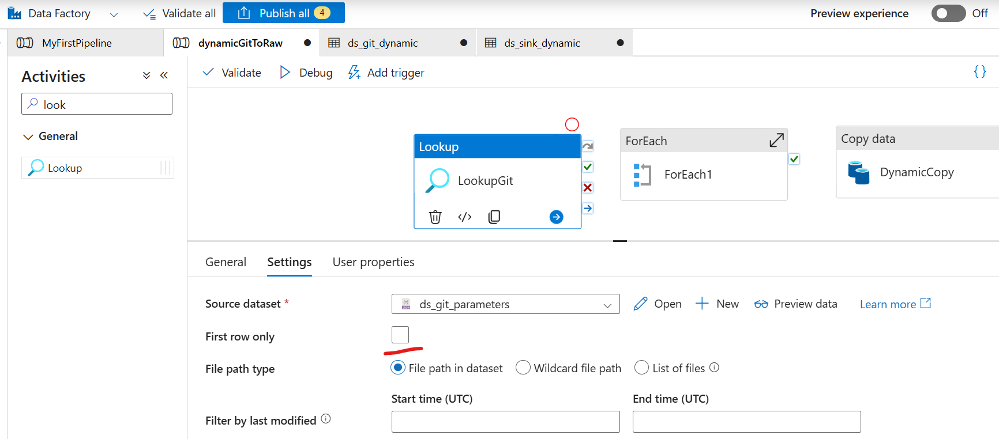 Data Factory Validate all Publish all 4 Preview experience Off
MyFirstPipeline dynamicGitToRaw ds_git_dynamic ds_sink_dynamic
Activities
Validate Debug Add trigger {}
look
General
Lookup
Lookup
LookupGit
ForEach
ForEach1
Copy data
DynamicCopy
General Settings User properties
Source dataset * ds_git_parameters Open New Preview data Learn more
First row only
File path type File path in dataset Wildcard file path List of files
Start time (UTC) End time (UTC)
Filter by last modified